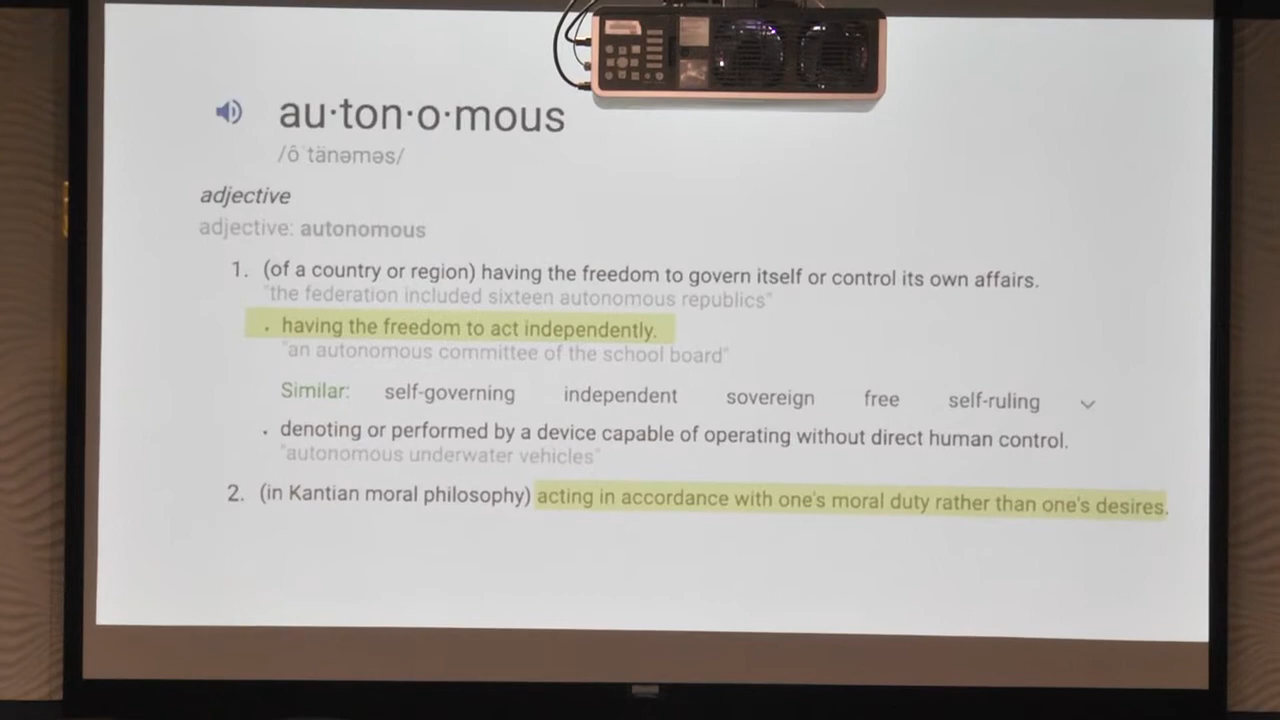 au·ton·o·mous
/ôˈtänəməs/
adjective
adjective: autonomous
1. (of a country or region) having the freedom to govern itself or control its own affairs.
"the federation included sixteen autonomous republics"
. having the freedom to act independently.
"an autonomous committee of the school board"
Similar: self-governing independent sovereign free self-ruling
. denoting or performed by a device capable of operating without direct human control.
"autonomous underwater vehicles"
2. (in Kantian moral philosophy) acting in accordance with one's moral duty rather than one's desires.